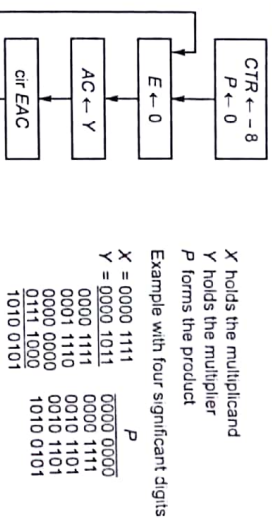 CTR ← – 8
P ← 0
E ← 0
AC ← Y
cir EAC
X holds the multiplicand
Y holds the multiplier
P forms the product
Example with four significant digits
P
X = 0000 1111
Y = 0000 1011 0000 0000
0000 1111 0000 1111
0001 1110 0010 1101
0000 0000 0010 1101
0111 1000 1010 0101
1010 0101